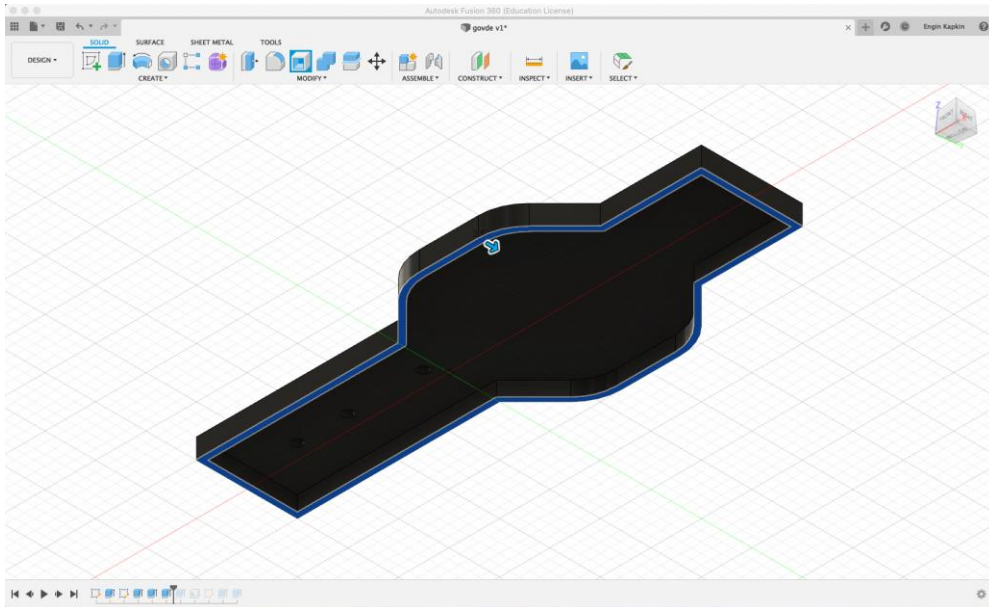 Autodesk Fusion 360 (Education License)
govde v1*
Engin Kapkin
SOLID SURFACE SHEET METAL TOOLS
DESIGN
CREATE MODIFY ASSEMBLE CONSTRUCT INSPECT INSERT SELECT
Z